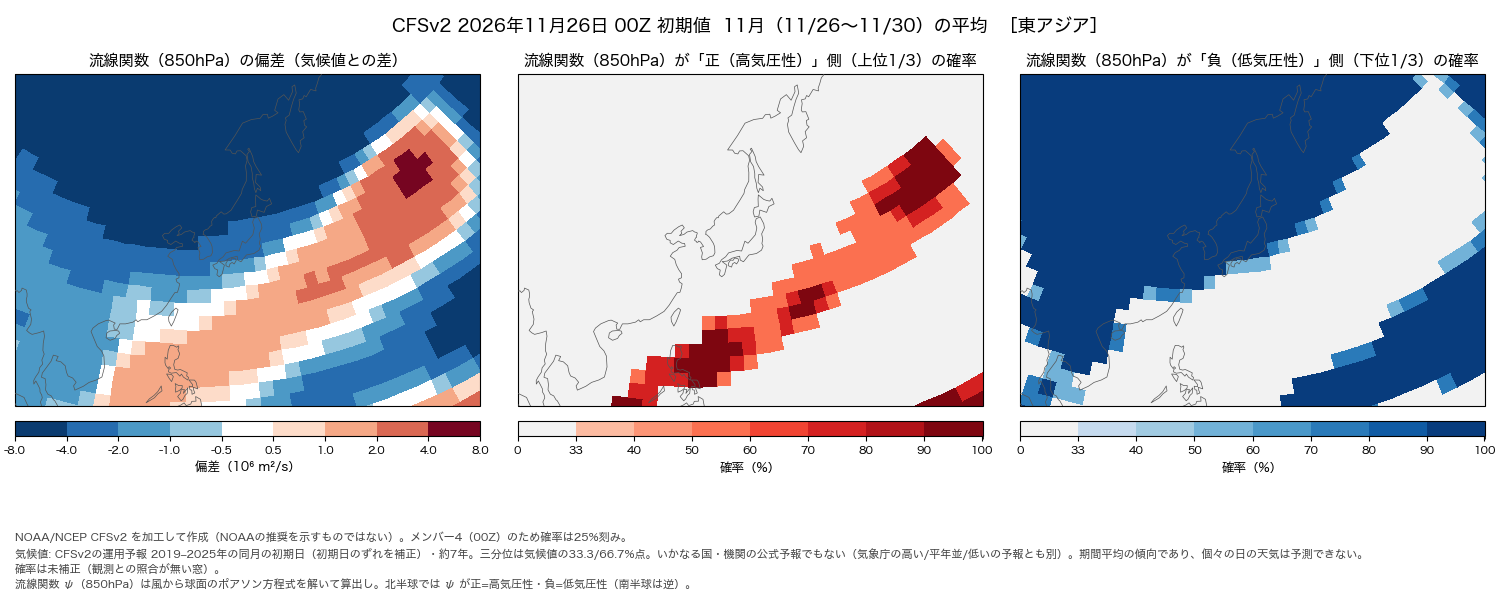 CFSv2 2026年11月26日 00Z 初期値 11月（11/26～11/30）の平均 ［東アジア］
流線関数（850hPa）の偏差（気候値との差）
流線関数（850hPa）が「正（高気圧性）」側（上位1/3）の確率
流線関数（850hPa）が「負（低気圧性）」側（下位1/3）の確率
-8.0 -4.0 -2.0 -1.0 -0.5 0.5 1.0 2.0 4.0 8.0
偏差（10⁶ m²/s）
0 33 40 50 60 70 80 90 100
確率（%）
0 33 40 50 60 70 80 90 100
確率（%）
NOAA/NCEP CFSv2 を加工して作成（NOAAの推奨を示すものではない）。メンバー4（00Z）のため確率は25%刻み。
気候値: CFSv2の運用予報 2019–2025年の同月の初期日（初期日のずれを補正）・約7年。三分位は気候値の33.3/66.7%点。いかなる国・機関の公式予報でもない（気象庁の高い/平年並/低いの予報とも別）。期間平均の傾向であり、個々の日の天気は予測できない。
確率は未補正（観測との照合が無い窓）。
流線関数 ψ（850hPa）は風から球面のポアソン方程式を解いて算出し。北半球では ψ が正=高気圧性・負=低気圧性（南半球は逆）。